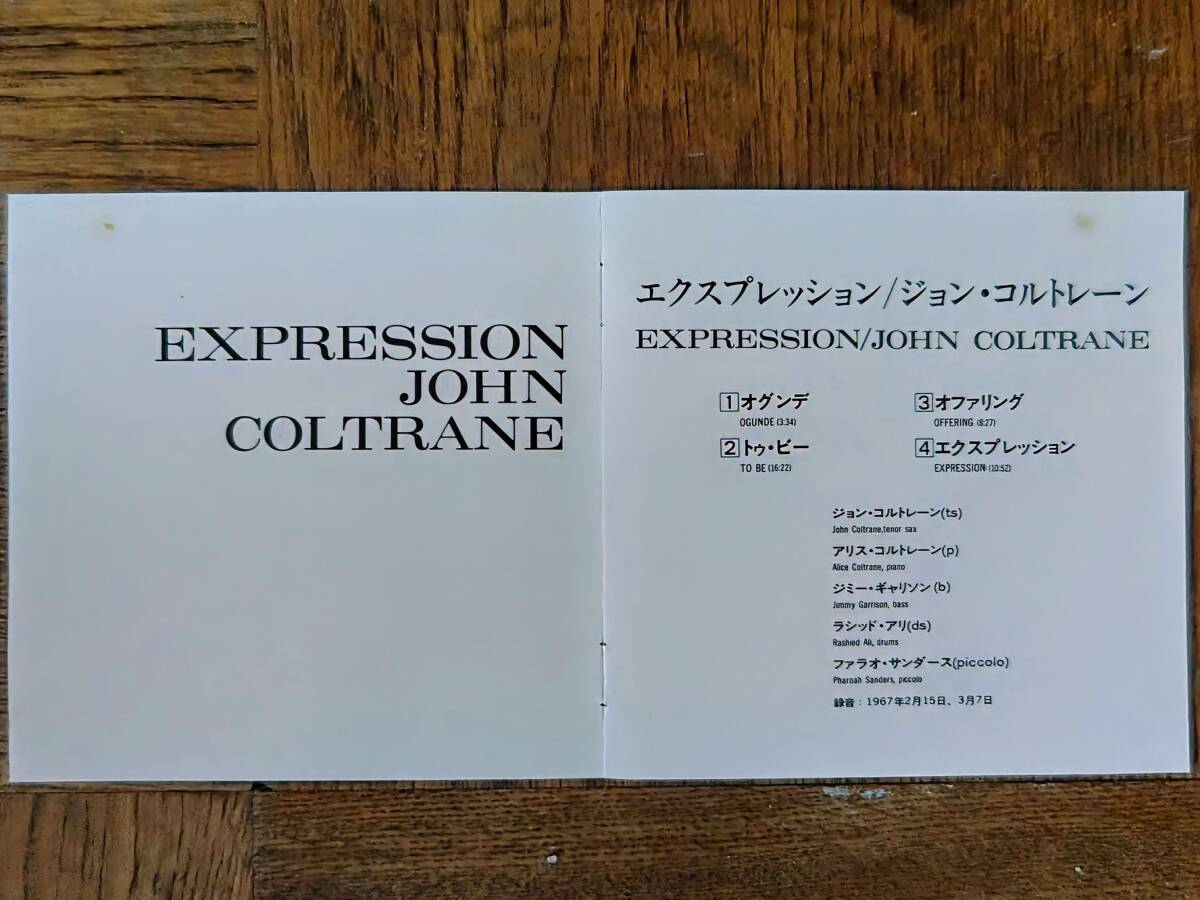 EXPRESSION
JOHN
COLTRANE
エクスプレッション/ジョン・コルトレーン
EXPRESSION/JOHN COLTRANE
1 オグンデ
OGUNDE (3:34)
2 トゥ・ビー
TO BE (16:22)
3 オファリング
OFFERING (8:27)
4 エクスプレッション
EXPRESSION (10:52)
ジョン・コルトレーン(ts)
John Coltrane, tenor sax
アリス・コルトレーン(p)
Alice Coltrane, piano
ジミー・ギャリソン(b)
Jimmy Garrison, bass
ラシッド・アリ(ds)
Rashied Ali, drums
ファラオ・サンダース(piccolo)
Pharoah Sanders, piccolo
録音：1967年2月15日、3月7日